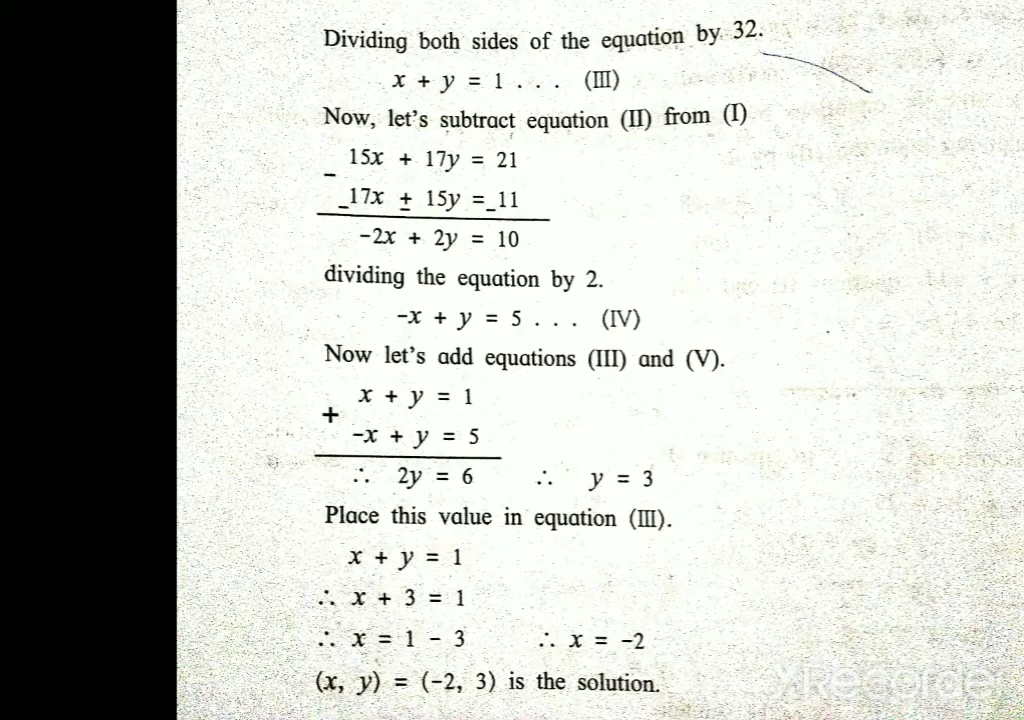 Dividing both sides of the equation by 32.
x + y = 1 . . . (III)
Now, let's subtract equation (II) from (I)
15x + 17y = 21
−
_17x ± 15y =_11
-2x + 2y = 10
dividing the equation by 2.
-x + y = 5 . . . (IV)
Now let's add equations (III) and (V).
x + y = 1
+
-x + y = 5
∴ 2y = 6 ∴ y = 3
Place this value in equation (III).
x + y = 1
∴ x + 3 = 1
∴ x = 1 - 3 ∴ x = -2
(x, y) = (-2, 3) is the solution.
XRecorder